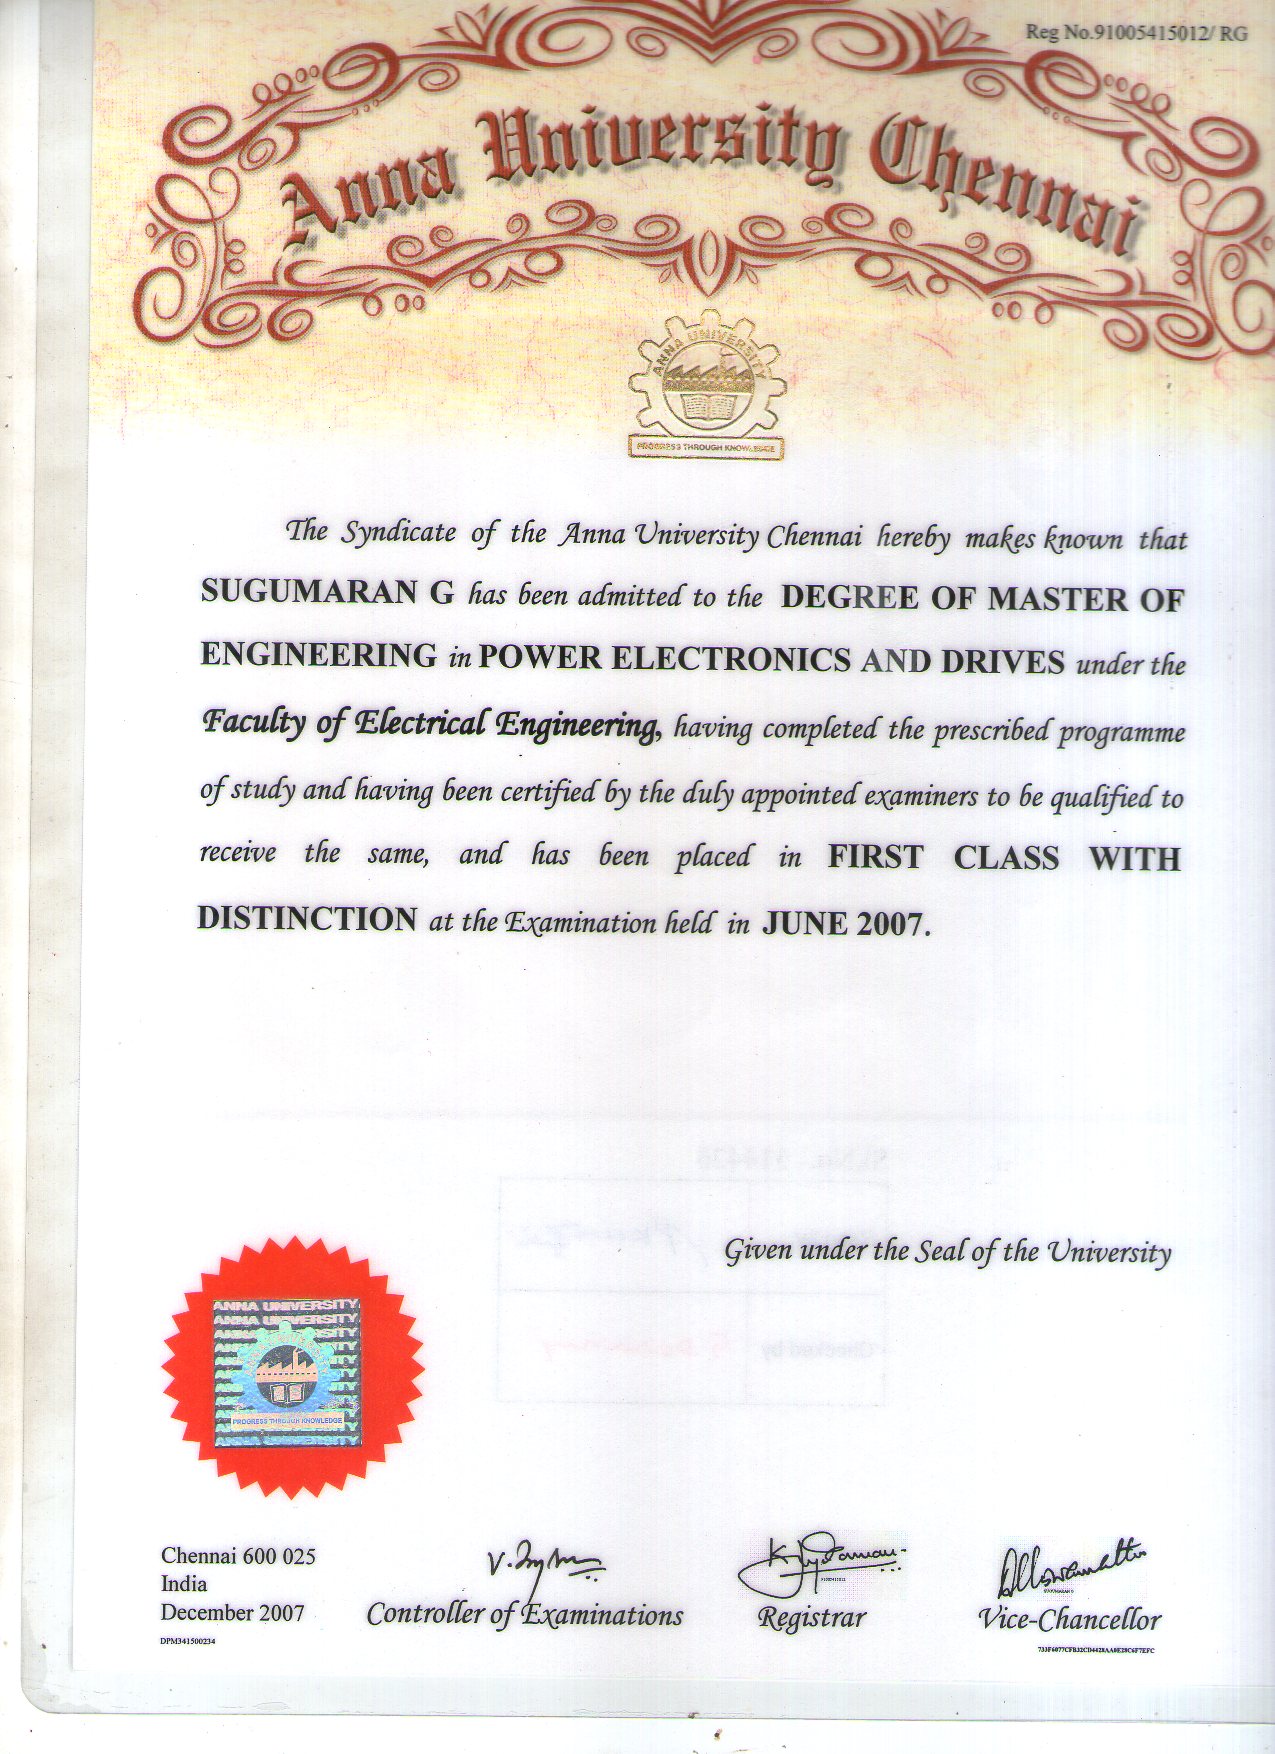 Reg No.91005415012/ RG
Anna University Chennai
ANNA UNIVERSITY
PROGRESS THROUGH KNOWLEDGE
The Syndicate of the Anna University Chennai hereby makes known that
SUGUMARAN G has been admitted to the DEGREE OF MASTER OF
ENGINEERING in POWER ELECTRONICS AND DRIVES under the
Faculty of Electrical Engineering, having completed the prescribed programme
of study and having been certified by the duly appointed examiners to be qualified to
receive the same, and has been placed in FIRST CLASS WITH
DISTINCTION at the Examination held in JUNE 2007.
Given under the Seal of the University
ANNA UNIVERSITY
ANNA UNIVERSITY
PROGRESS THROUGH KNOWLEDGE
ANNA UNIVERSITY
Chennai 600 025
India
December 2007
DPM341500234
Controller of Examinations
Registrar
Vice-Chancellor